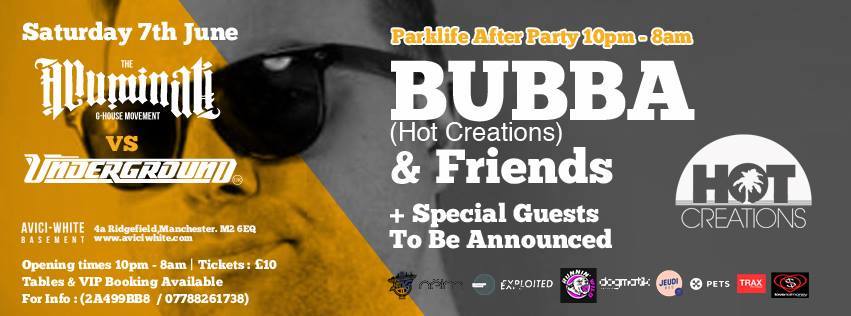 Saturday 7th June
THE
Illuminati
G-HOUSE MOVEMENT
VS
UNDERGROUND
AVICI-WHITE
BASEMENT
4a Ridgefield,Manchester. M2 6EQ
www.aviciwhite.com
Opening times 10pm - 8am | Tickets : £10
Tables & VIP Booking Available
For Info : (2A499BB8 / 07788261738)
Parklife After Party 10pm - 8am
BUBBA
(Hot Creations)
& Friends
+ Special Guests
To Be Announced
HOT
CREATIONS
EXPLOITED
RUNNIN'
dogmatik
JEUDI
PETS
TRAX